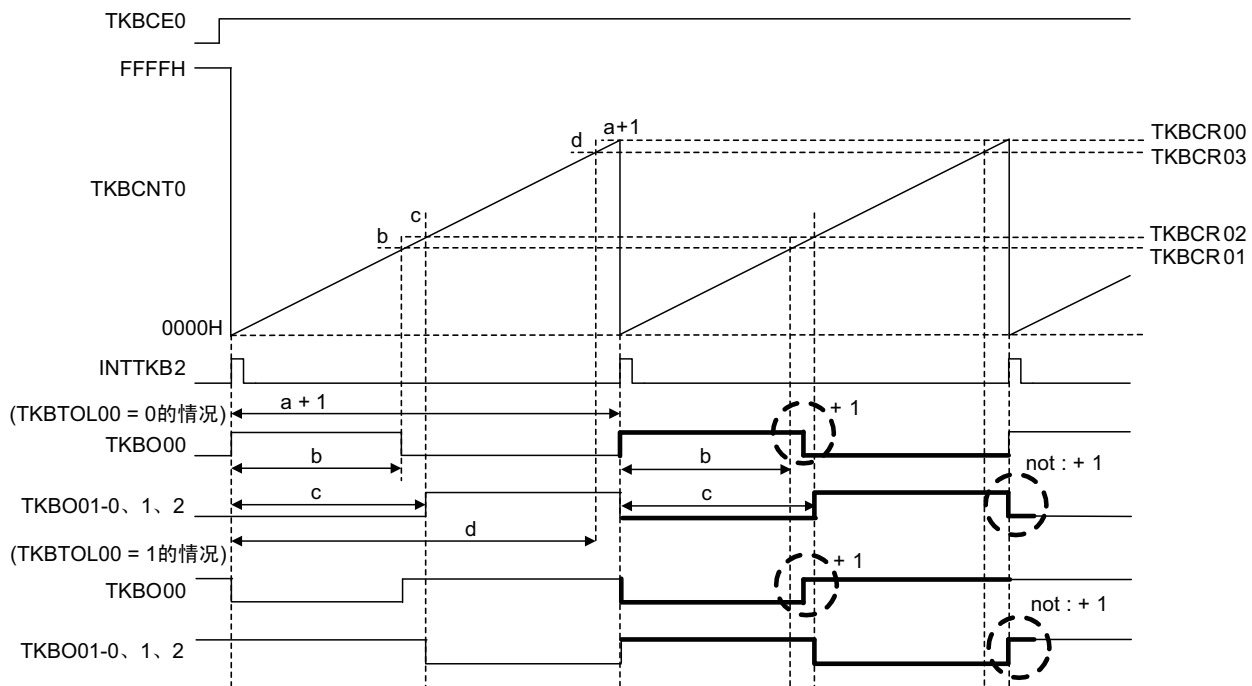 TKBCE0
FFFFH
a+1
d
TKBCR00
TKBCR03
TKBCNT0
c
b
TKBCR02
TKBCR01
0000H
INTTKB2
(TKBTOL00 = 0的情况)
a + 1
+ 1
TKBO00
b
b
not : + 1
TKBO01-0、1、2
c
c
d
(TKBTOL00 = 1的情况)
+ 1
TKBO00
not : + 1
TKBO01-0、1、2